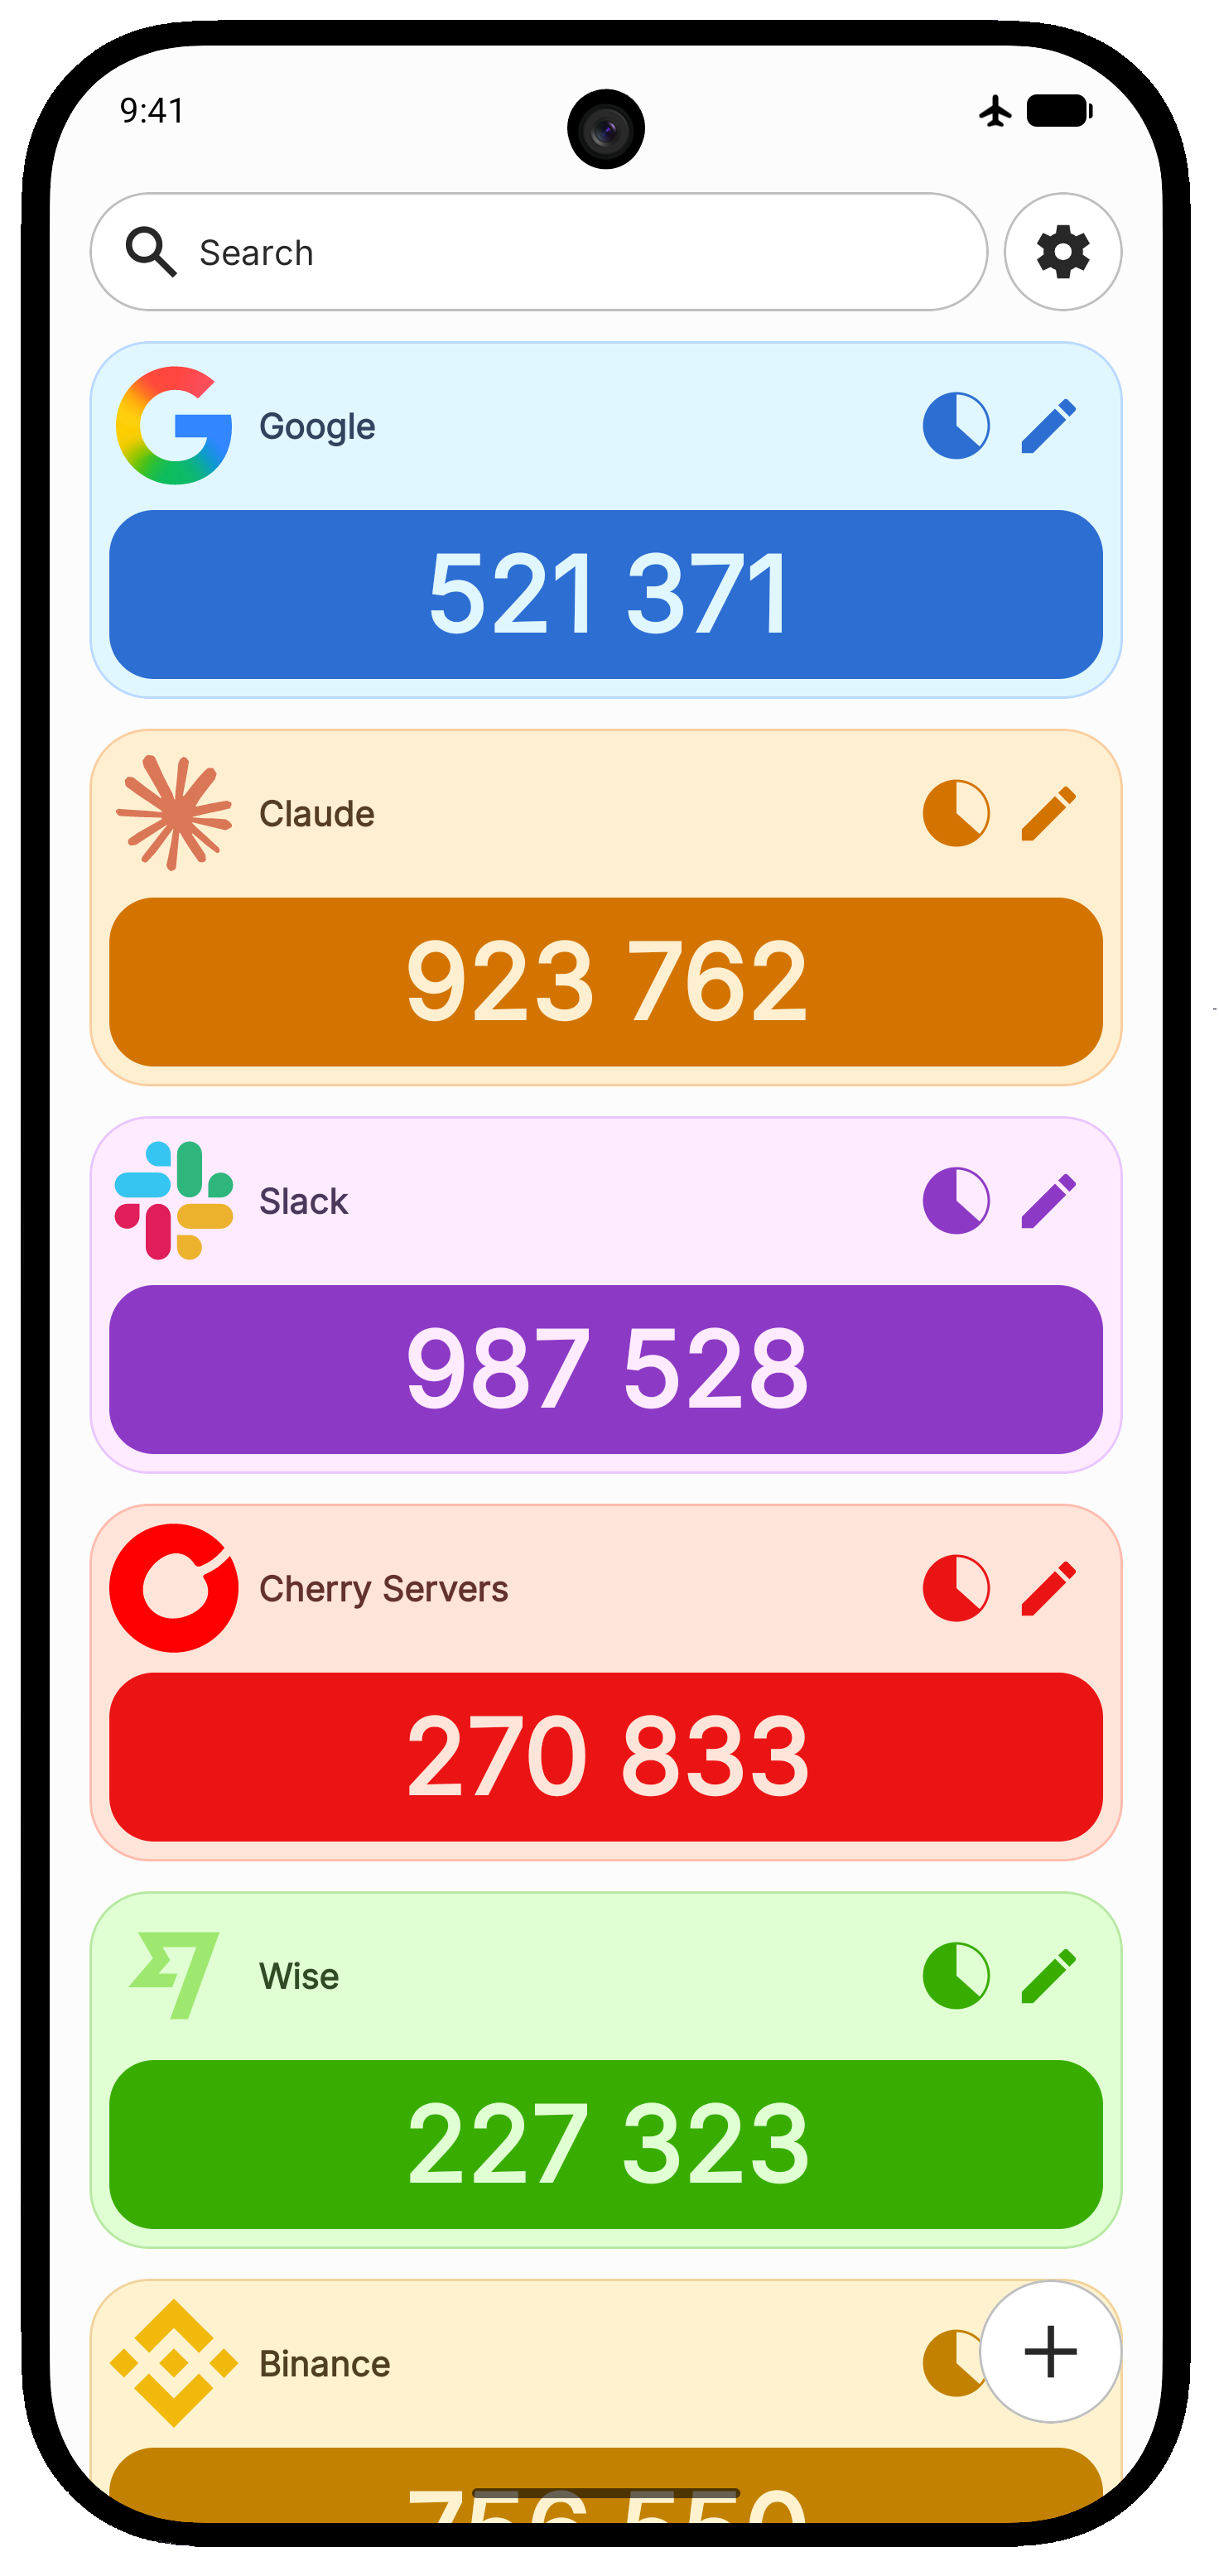 9:41
Search
Google
521 371
Claude
923 762
Slack
987 528
Cherry Servers
270 833
Wise
227 323
Binance